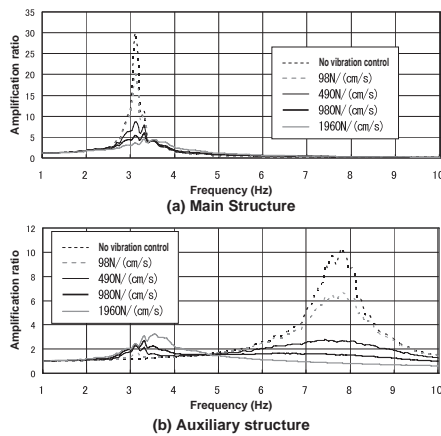 35
30
25
20
15
10
5
0
Amplification ratio
No vibration control
98N/(cm/s)
490N/(cm/s)
980N/(cm/s)
1960N/(cm/s)
1 2 3 4 5 6 7 8 9 10
Frequency (Hz)
(a) Main Structure
12
10
8
6
4
2
0
Amplification ratio
No vibration control
98N/(cm/s)
490N/(cm/s)
980N/(cm/s)
1960N/(cm/s)
1 2 3 4 5 6 7 8 9 10
Frequency (Hz)
(b) Auxiliary structure